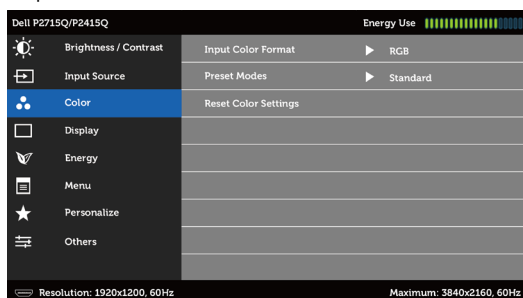 Dell P2715Q/P2415Q Energy Use
Brightness / Contrast Input Color Format RGB
Input Source Preset Modes Standard
Color Reset Color Settings
Display
Energy
Menu
Personalize
Others
Resolution: 1920x1200, 60Hz Maximum: 3840x2160, 60Hz